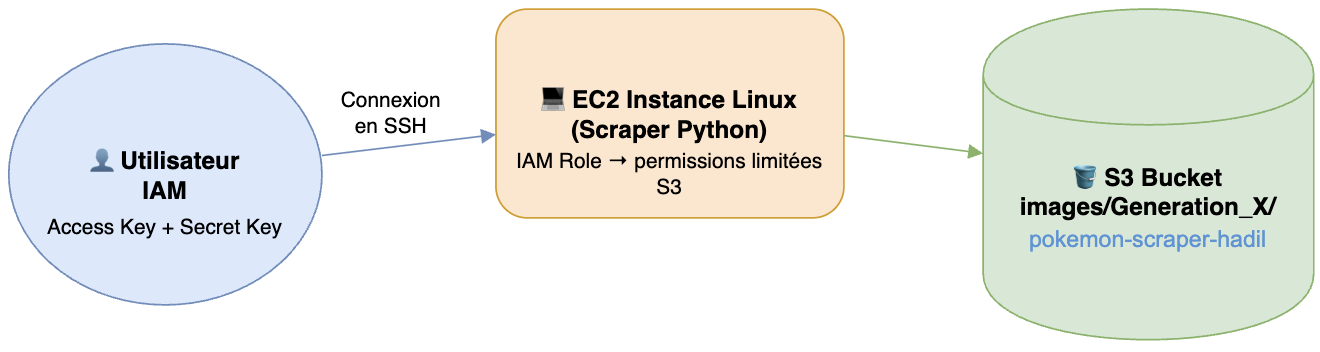 👤 Utilisateur
IAM
Access Key + Secret Key
Connexion
en SSH
💻 EC2 Instance Linux
(Scraper Python)
IAM Role → permissions limitées
S3
🪣 S3 Bucket
images/Generation_X/
pokemon-scraper-hadil